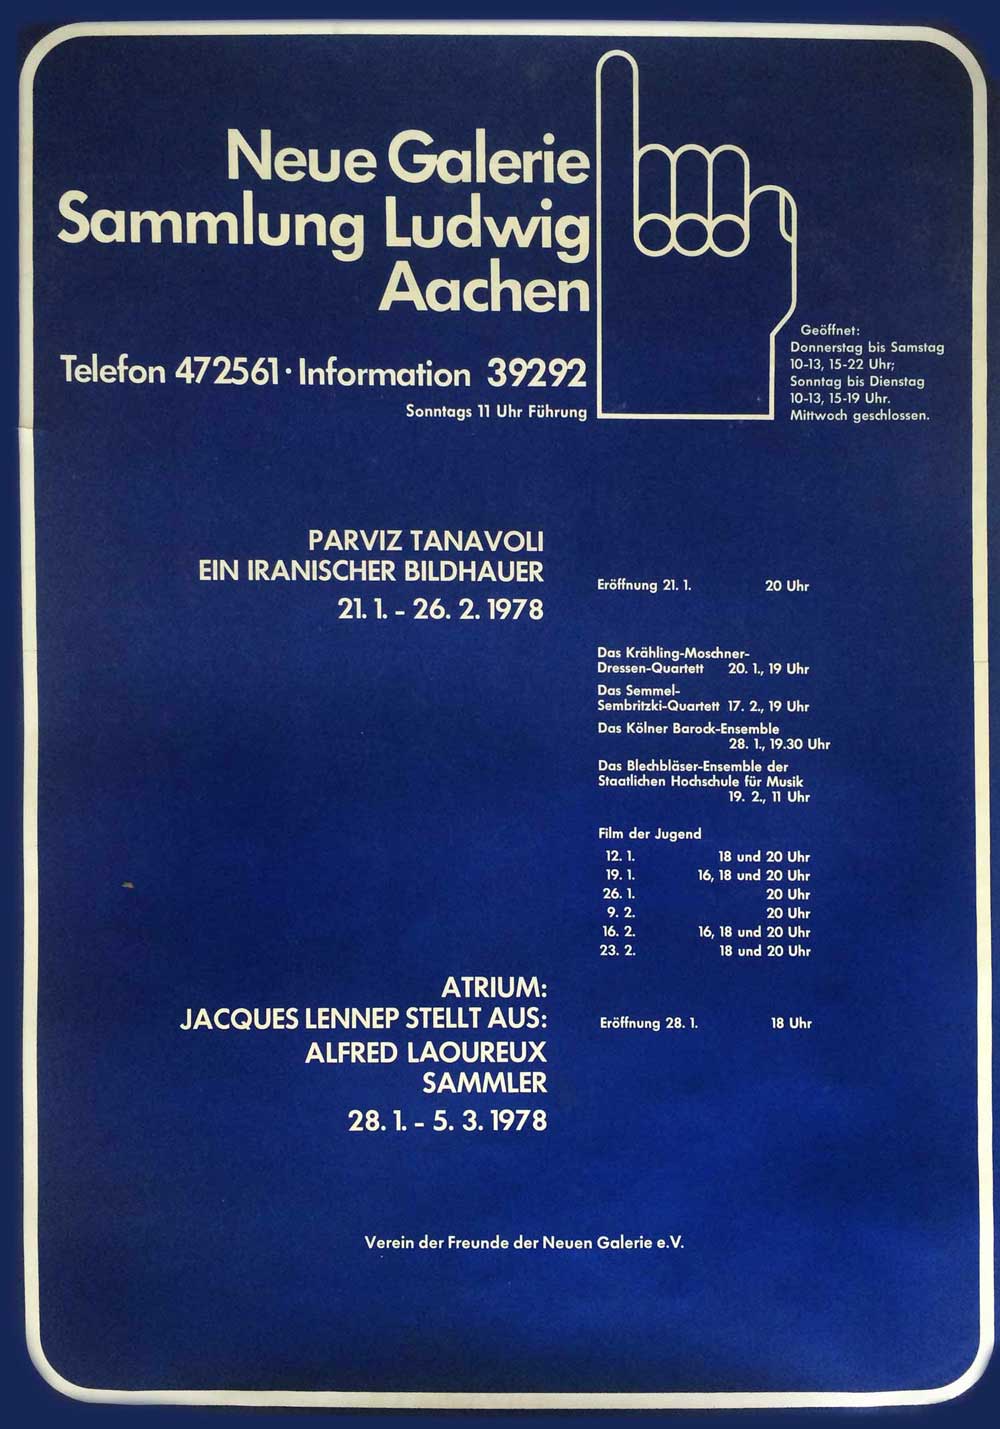 Neue Galerie
Sammlung Ludwig
Aachen
Telefon 472561 · Information 39292
Sonntags 11 Uhr Führung
Geöffnet:
Donnerstag bis Samstag
10-13, 15-22 Uhr;
Sonntag bis Dienstag
10-13, 15-19 Uhr.
Mittwoch geschlossen.
PARVIZ TANAVOLI
EIN IRANISCHER BILDHAUER
21. 1. - 26. 2. 1978
Eröffnung 21. 1. 20 Uhr
Das Krähling-Moschner-
Dressen-Quartett 20. 1., 19 Uhr
Das Semmel-
Sembritzki-Quartett 17. 2., 19 Uhr
Das Kölner Barock-Ensemble
28. 1., 19.30 Uhr
Das Blechbläser-Ensemble der
Staatlichen Hochschule für Musik
19. 2., 11 Uhr
Film der Jugend
12. 1. 18 und 20 Uhr
19. 1. 16, 18 und 20 Uhr
26. 1. 20 Uhr
9. 2. 20 Uhr
16. 2. 16, 18 und 20 Uhr
23. 2. 18 und 20 Uhr
ATRIUM:
JACQUES LENNEP STELLT AUS:
ALFRED LAOUREUX
SAMMLER
28. 1. - 5. 3. 1978
Eröffnung 28. 1. 18 Uhr
Verein der Freunde der Neuen Galerie e.V.